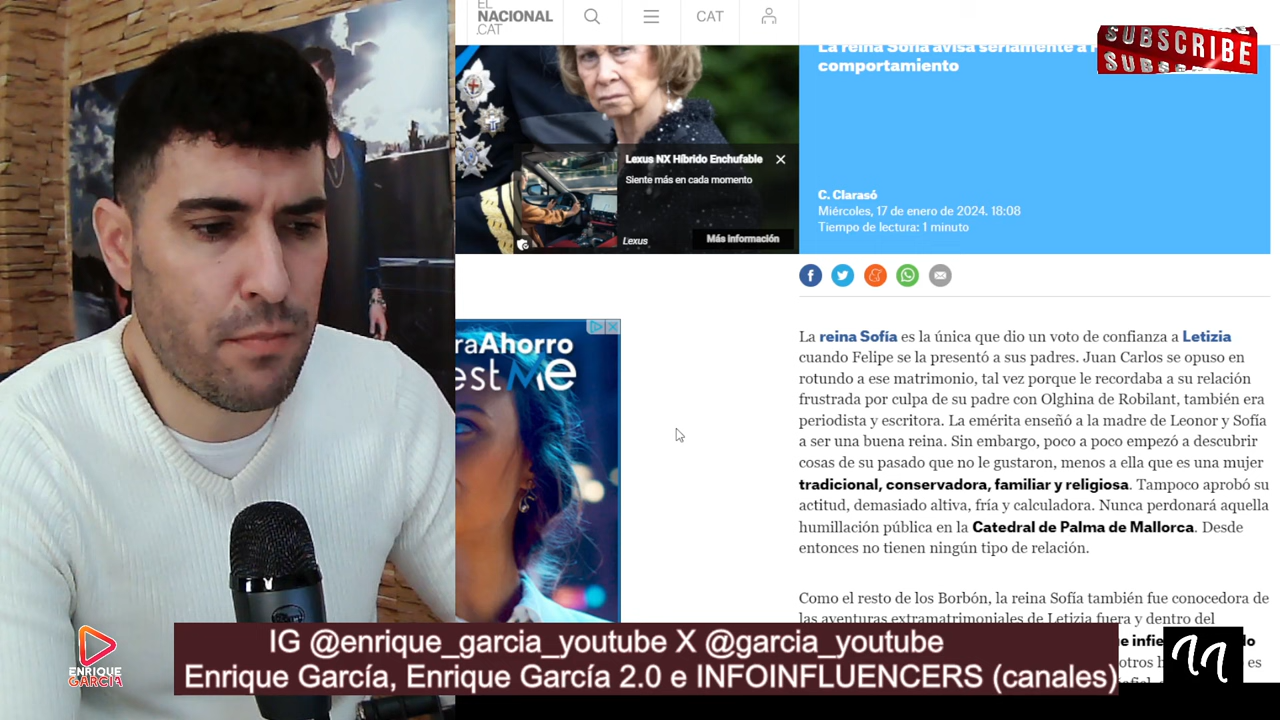 EL
NACIONAL
.CAT
CAT
SUBSCRIBE
La reina Sofía avisa seriamente a
comportamiento
Lexus NX Híbrido Enchufable
Siente más en cada momento
Lexus
Más información
C. Clarasó
Miércoles, 17 de enero de 2024. 18:08
Tiempo de lectura: 1 minuto
raAhorro
estMe
La reina Sofía es la única que dio un voto de confianza a Letizia
cuando Felipe se la presentó a sus padres. Juan Carlos se opuso en
rotundo a ese matrimonio, tal vez porque le recordaba a su relación
frustrada por culpa de su padre con Olghina de Robilant, también era
periodista y escritora. La emérita enseñó a la madre de Leonor y Sofía
a ser una buena reina. Sin embargo, poco a poco empezó a descubrir
cosas de su pasado que no le gustaron, menos a ella que es una mujer
tradicional, conservadora, familiar y religiosa. Tampoco aprobó su
actitud, demasiado altiva, fría y calculadora. Nunca perdonará aquella
humillación pública en la Catedral de Palma de Mallorca. Desde
entonces no tienen ningún tipo de relación.
Como el resto de los Borbón, la reina Sofía también fue conocedora de
las aventuras extramatrimoniales de Letizia fuera y dentro del
IG @enrique_garcia_youtube X @garcia_youtube
Enrique García, Enrique García 2.0 e INFOINFLUENCERS (canales)
ENRIQUE
GARCÍA